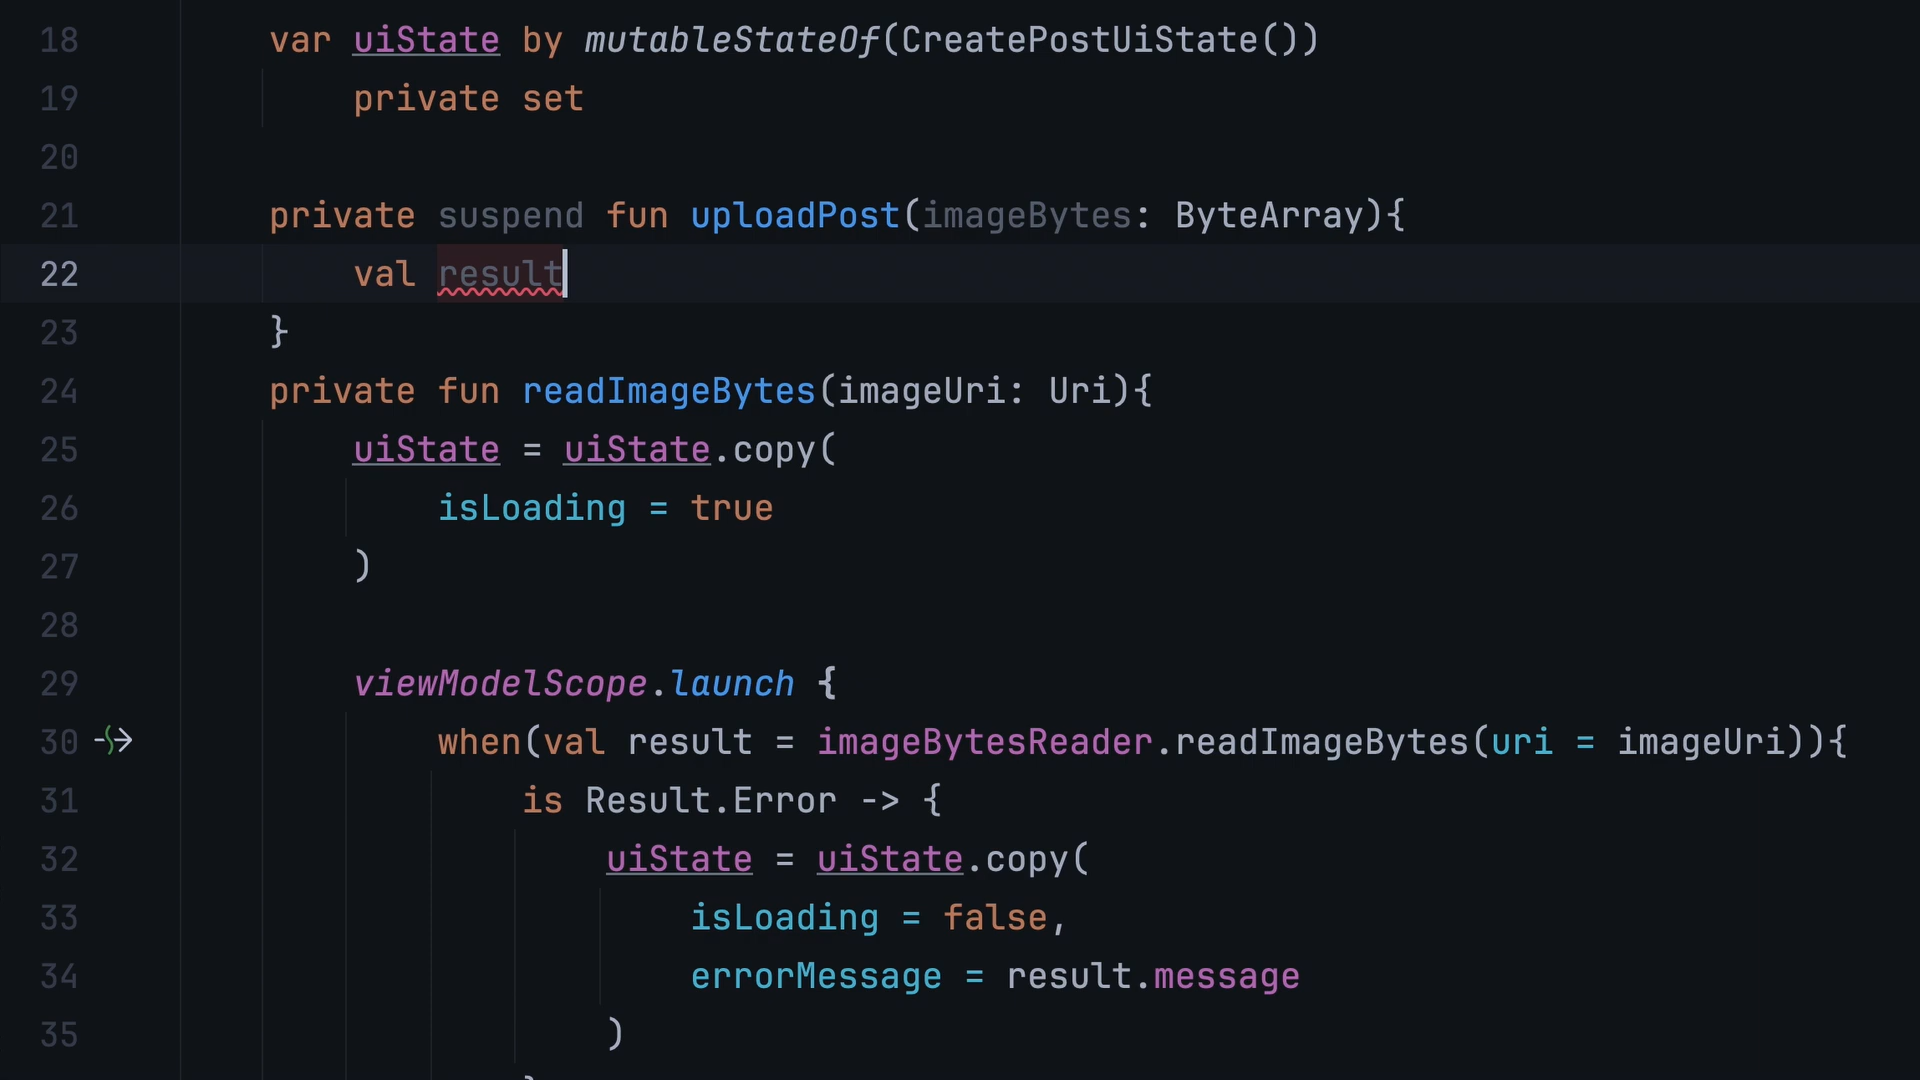 18 var uiState by mutableStateOf(CreatePostUiState())
19 private set
20
21 private suspend fun uploadPost(imageBytes: ByteArray){
22 val result
23 }
24 private fun readImageBytes(imageUri: Uri){
25 uiState = uiState.copy(
26 isLoading = true
27 )
28
29 viewModelScope.launch {
30 when(val result = imageBytesReader.readImageBytes(uri = imageUri)){
31 is Result.Error -> {
32 uiState = uiState.copy(
33 isLoading = false,
34 errorMessage = result.message
35 )